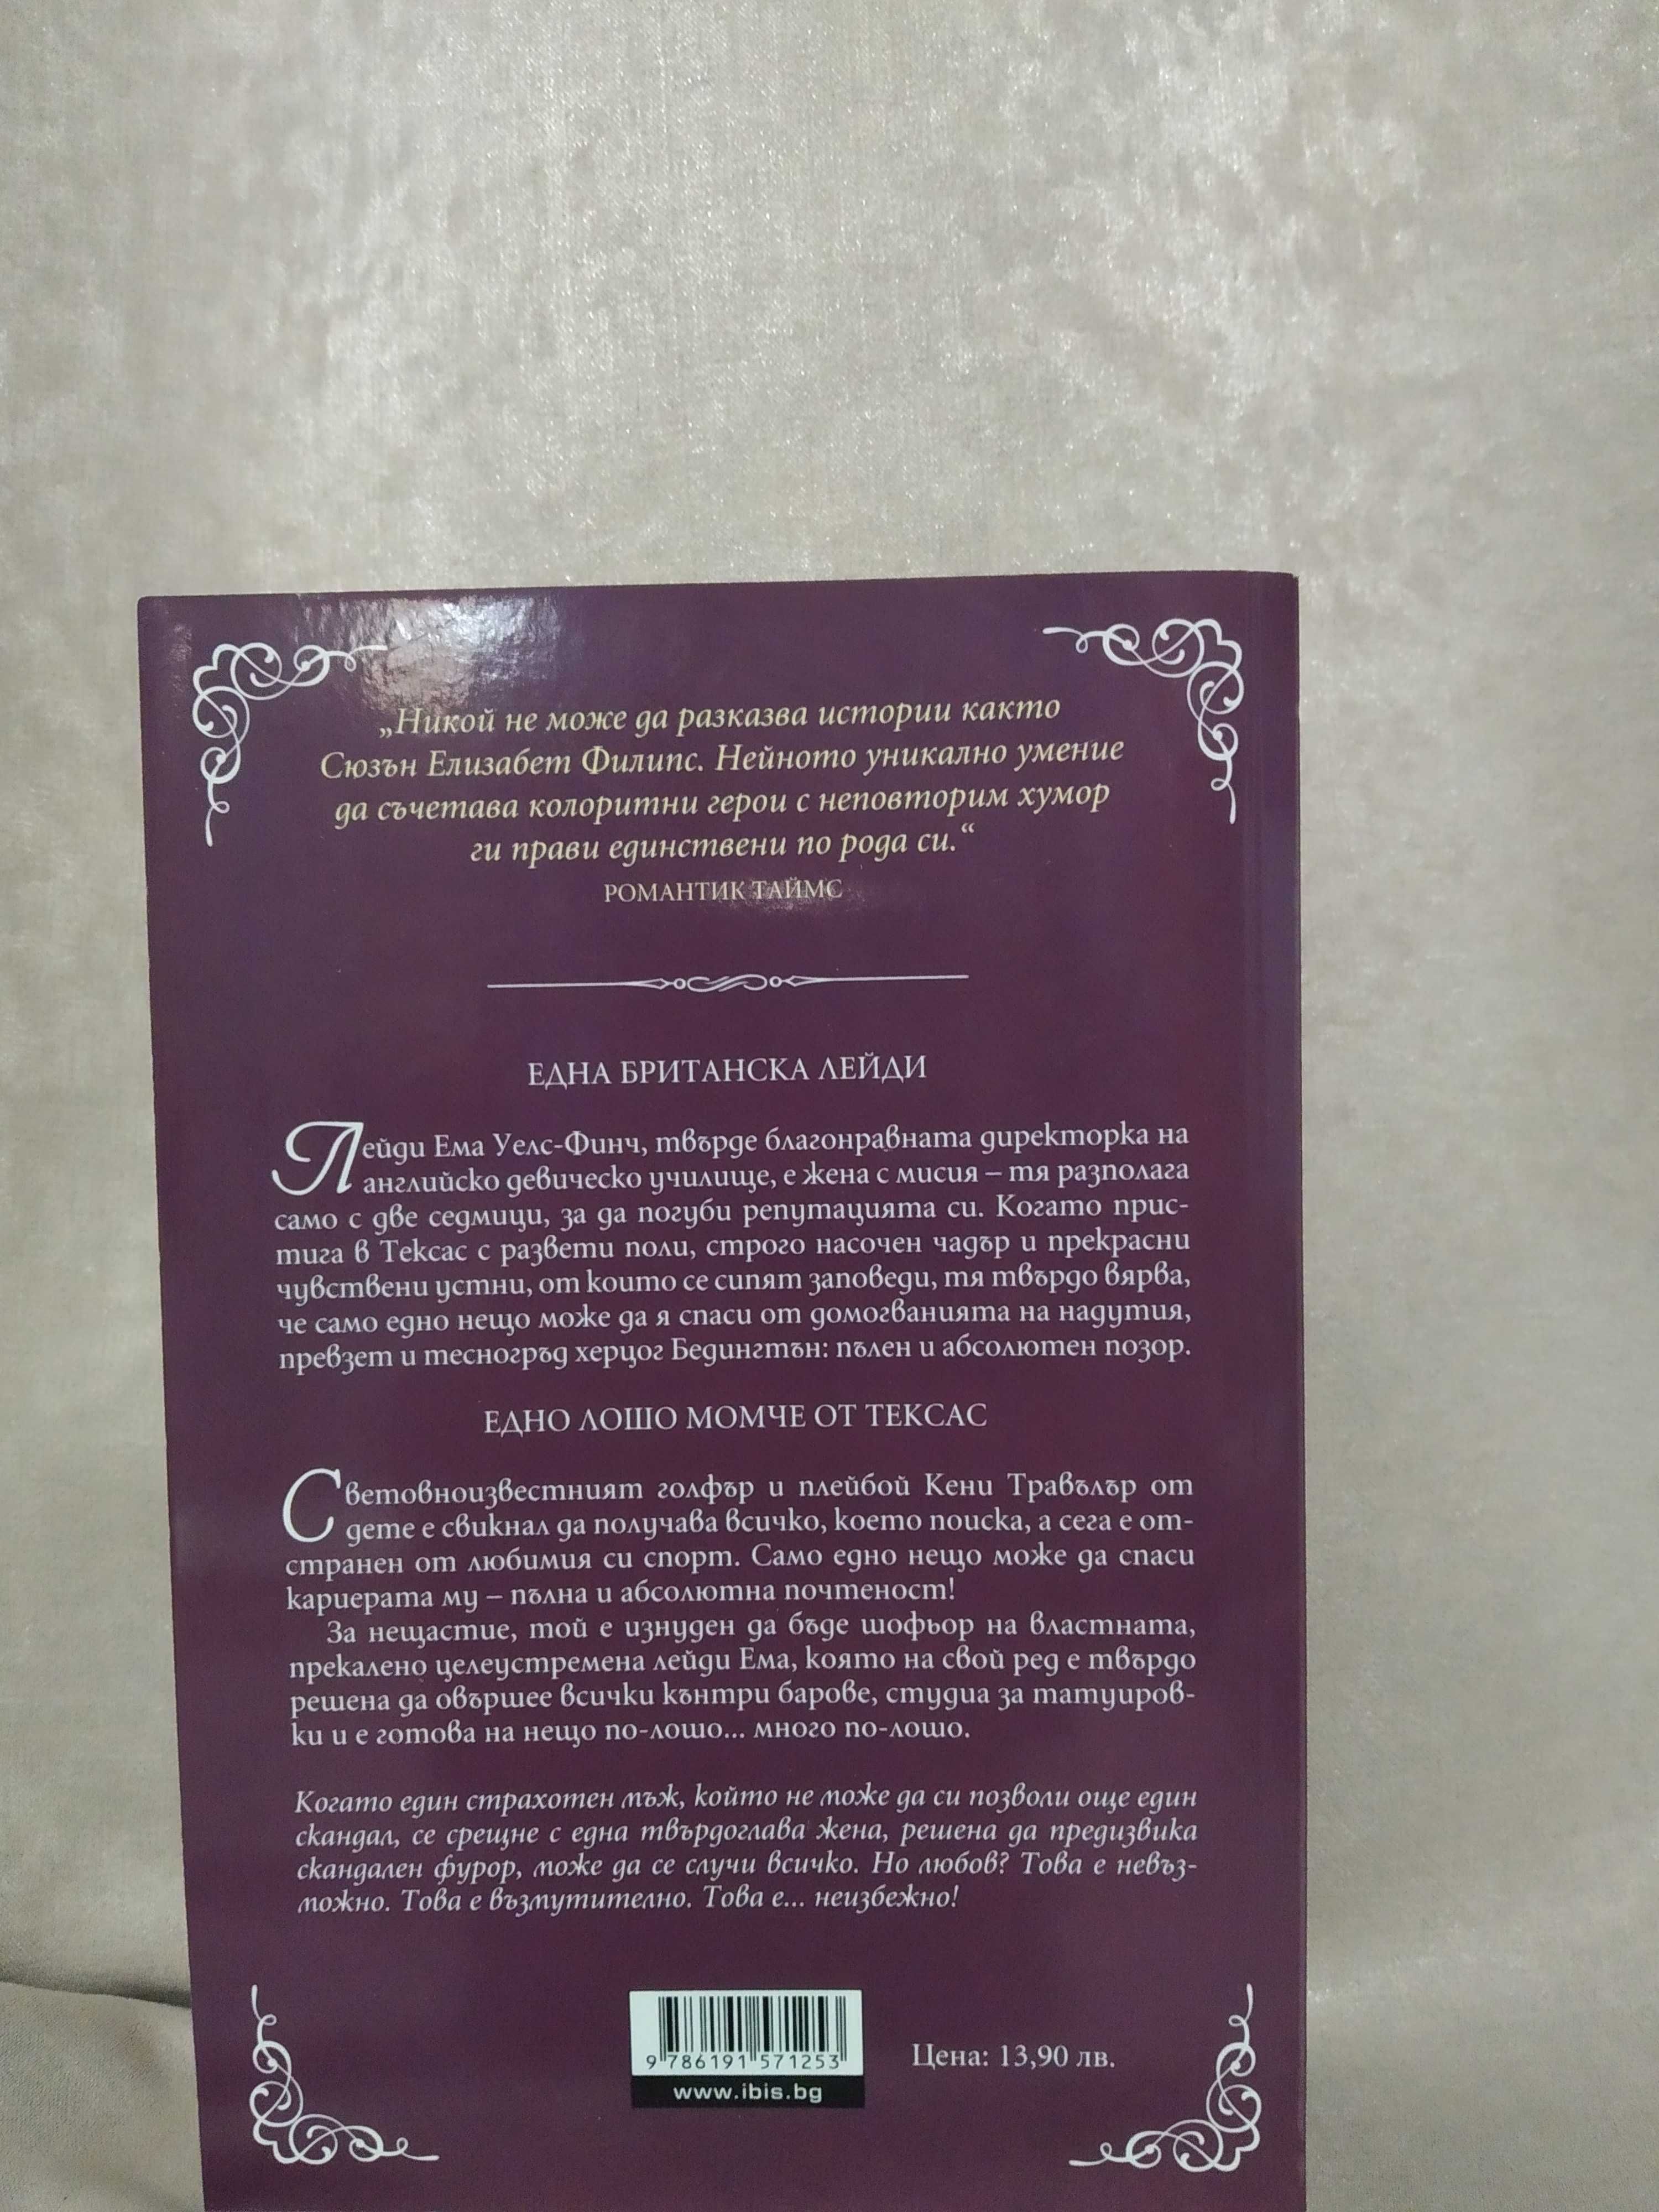 „Никой не може да разказва истории както
Сюзън Елизабет Филипс. Нейното уникално умение
да съчетава колоритни герои с неповторим хумор
ги прави единствени по рода си.“
РОМАНТИК ТАЙМС
ЕДНА БРИТАНСКА ЛЕЙДИ
Лейди Ема Уелс-Финч, твърде благонравната директорка на
английско девическо училище, е жена с мисия – тя разполага
само с две седмици, за да погуби репутацията си. Когато прис-
тига в Тексас с развети поли, строго насочен чадър и прекрасни
чувствени устни, от които се сипят заповеди, тя твърдо вярва,
че само едно нещо може да я спаси от домогванията на надутия,
превзет и тесногръд херцог Бедингтън: пълен и абсолютен позор.
ЕДНО ЛОШО МОМЧЕ ОТ ТЕКСАС
Световноизвестният голфър и плейбой Кени Травълър от
дете е свикнал да получава всичко, което поиска, а сега е от-
странен от любимия си спорт. Само едно нещо може да спаси
кариерата му – пълна и абсолютна почтеност!
За нещастие, той е изнуден да бъде шофьор на властната,
прекалено целеустремена лейди Ема, която на свой ред е твърдо
решена да овършее всички кънтри барове, студиа за татуиров-
ки и е готова на нещо по-лошо... много по-лошо.
Когато един страхотен мъж, който не може да си позволи още един
скандал, се срещне с една твърдоглава жена, решена да предизвика
скандален фурор, може да се случи всичко. Но любов? Това е невъз-
можно. Това е възмутително. Това е... неизбежно!
9 786191 571253
www.ibis.bg
Цена: 13,90 лв.